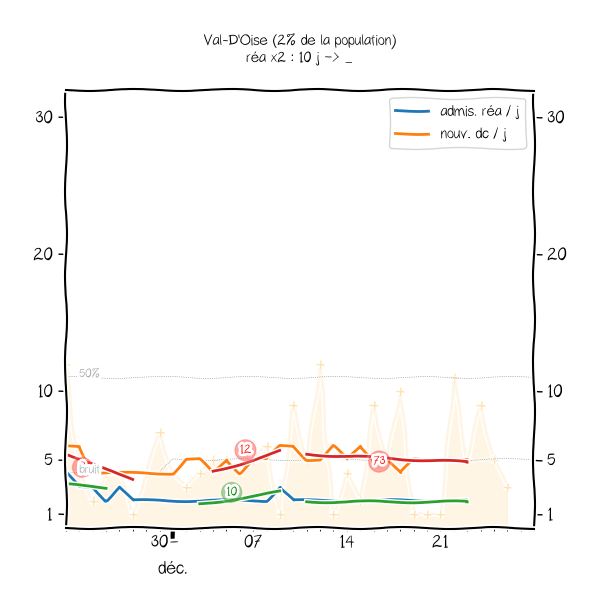 Val-D'Oise (2% de la population)
réa x2 : 10 j -> _
admis. réa / j
nouv. dc / j
30 30
20 20
50%
10 10
12
bruit
73
5 5
10
1 1
30 07 14 21
déc.